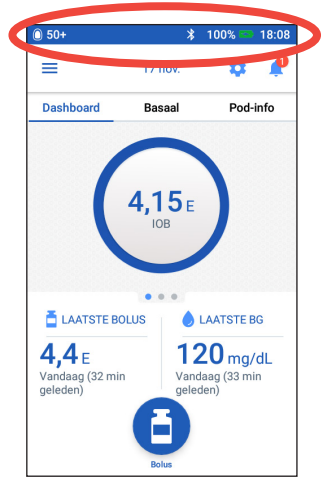 50+ 100% 18:08
17 nov. 1
Dashboard Basaal Pod-info
4,15 E
IOB
LAATSTE BOLUS LAATSTE BG
4,4 E 120 mg/dL
Vandaag (32 min Vandaag (33 min
geleden) geleden)
Bolus